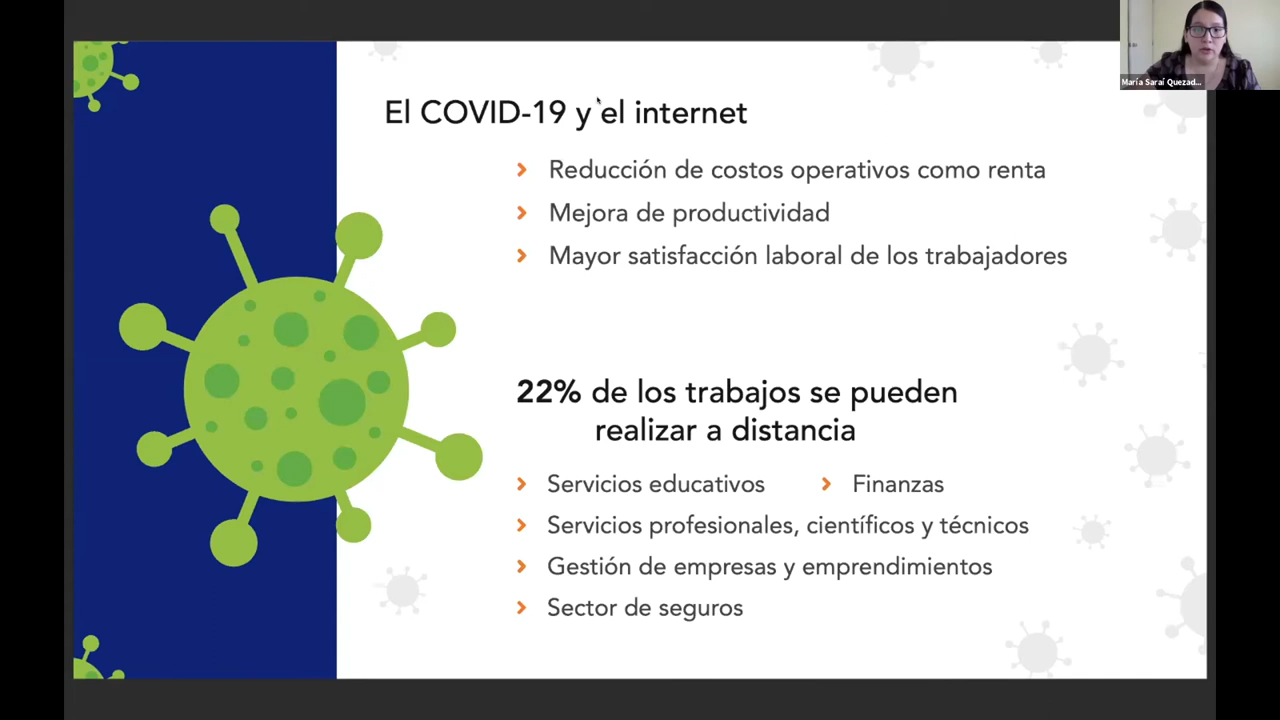 María Saraí Quezad...
El COVID-19 y el internet
Reducción de costos operativos como renta
Mejora de productividad
Mayor satisfacción laboral de los trabajadores
22% de los trabajos se pueden
realizar a distancia
Servicios educativos
Finanzas
Servicios profesionales, científicos y técnicos
Gestión de empresas y emprendimientos
Sector de seguros